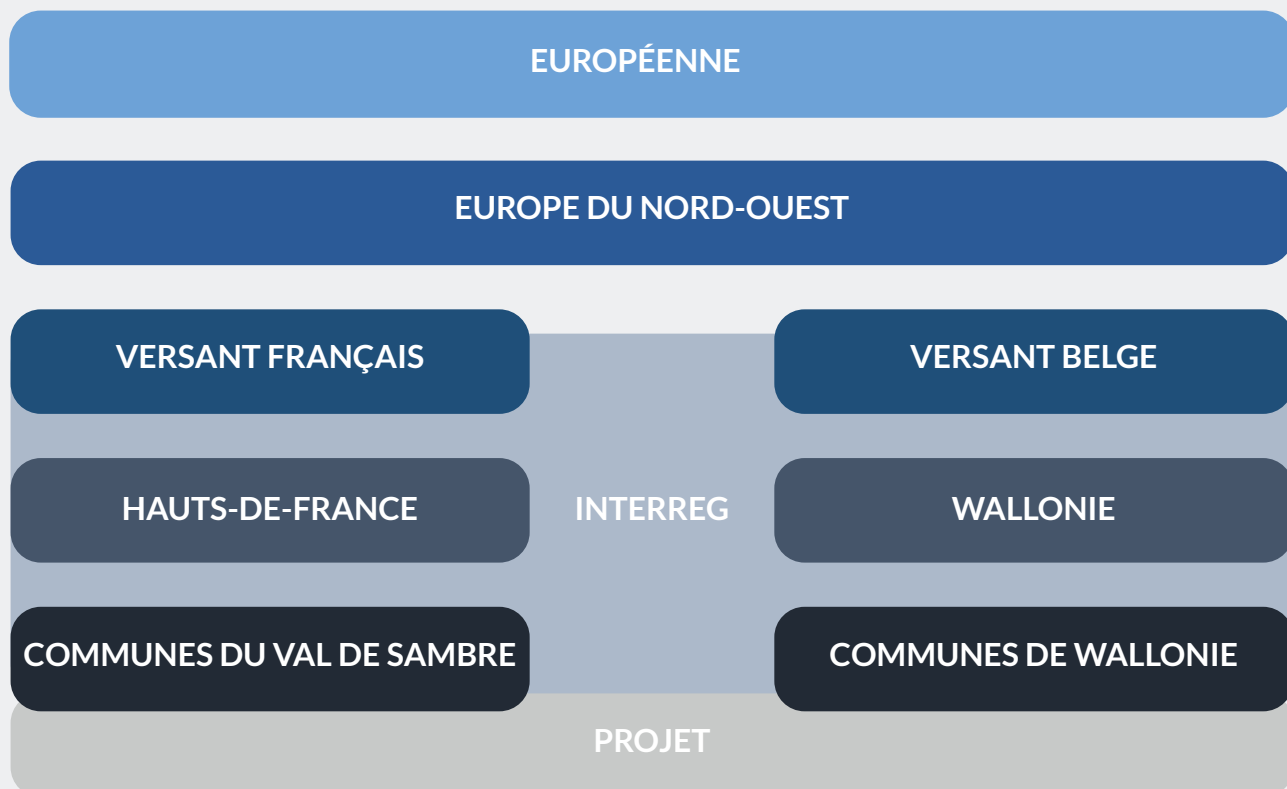 EUROPÉENNE
EUROPE DU NORD-OUEST
VERSANT FRANÇAIS
VERSANT BELGE
HAUTS-DE-FRANCE
INTERREG
WALLONIE
COMMUNES DU VAL DE SAMBRE
COMMUNES DE WALLONIE
PROJET